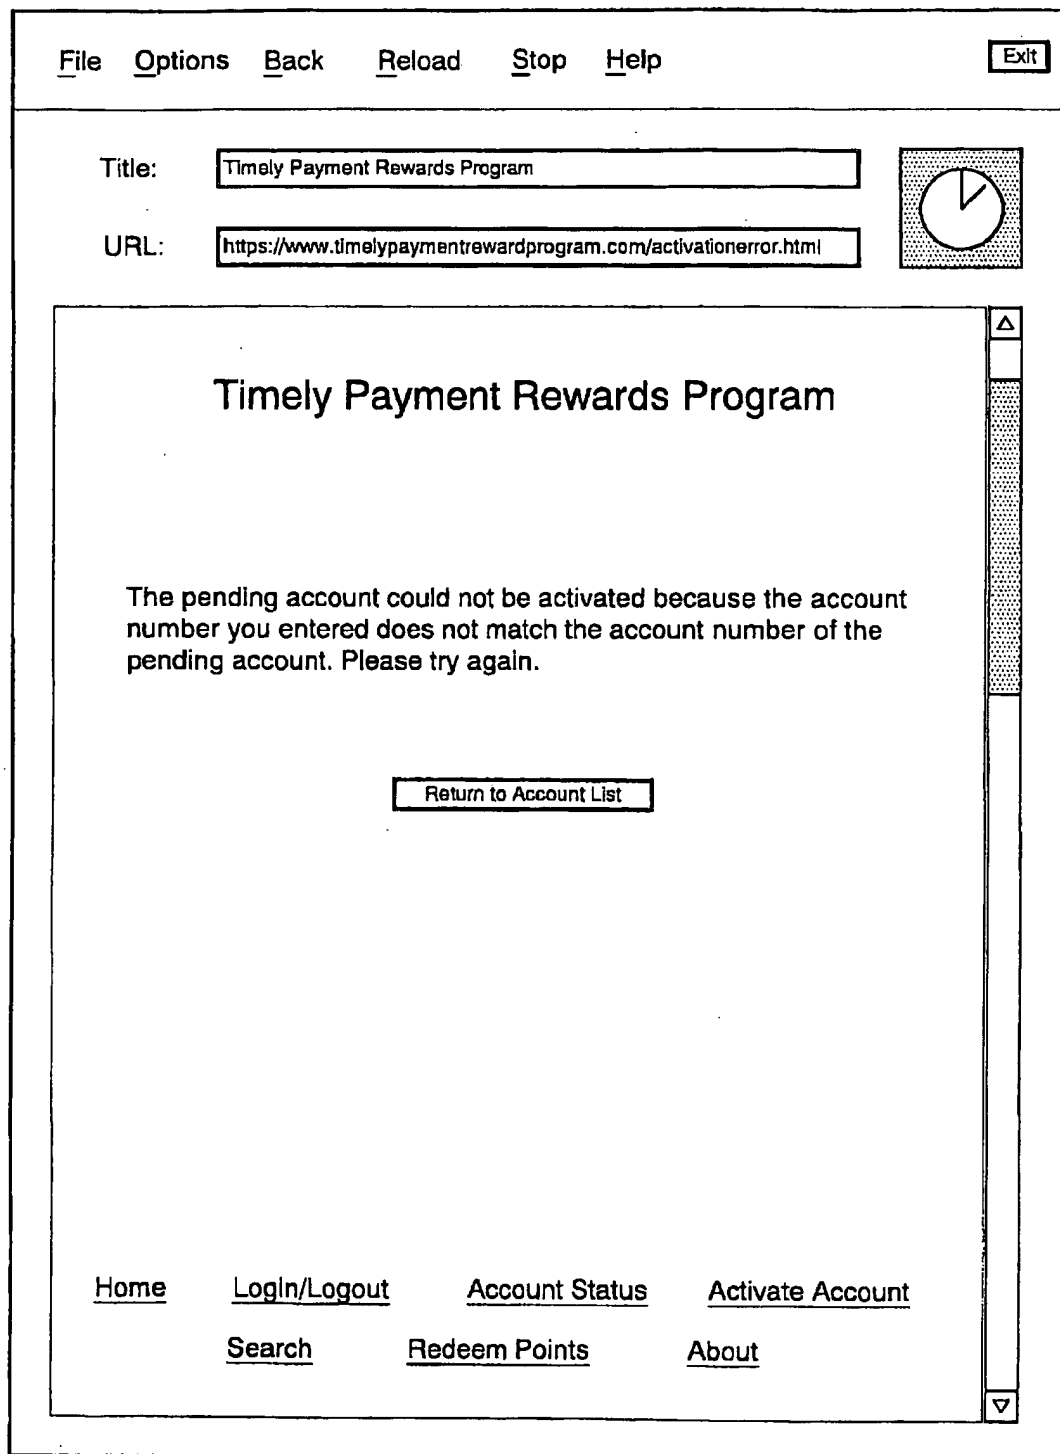 File Options Back Reload Stop Help Exit
Title: Timely Payment Rewards Program
URL: https://www.timelypaymentrewardprogram.com/activationerror.html
Timely Payment Rewards Program
The pending account could not be activated because the account
number you entered does not match the account number of the
pending account. Please try again.
Return to Account List
Home LogIn/Logout Account Status Activate Account
Search Redeem Points About